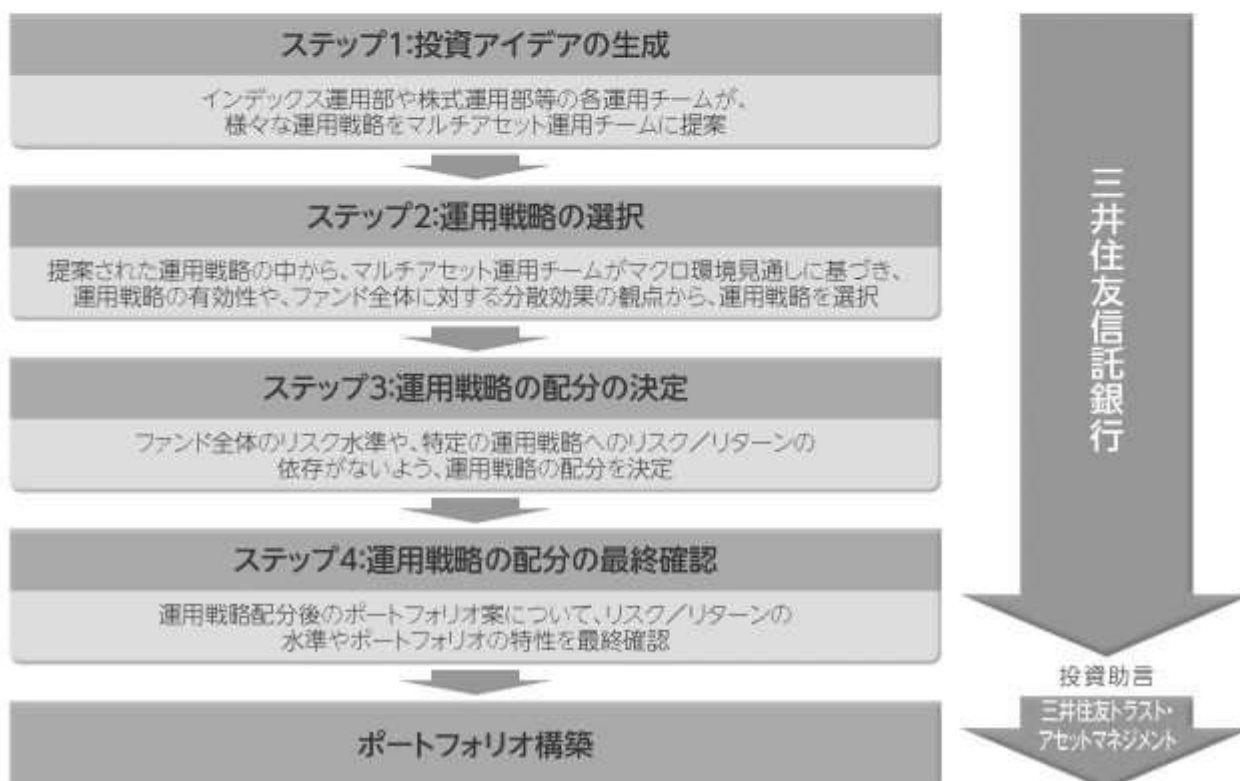 ステップ1:投資アイデアの生成
インデックス運用部や株式運用部等の各運用チームが、
様々な運用戦略をマルチアセット運用チームに提案
ステップ2:運用戦略の選択
提案された運用戦略の中から、マルチアセット運用チームがマクロ環境見通しに基づき、
運用戦略の有効性や、ファンド全体に対する分散効果の観点から、運用戦略を選択
ステップ3:運用戦略の配分の決定
ファンド全体のリスク水準や、特定の運用戦略へのリスク/リターンの
依存がないよう、運用戦略の配分を決定
ステップ4:運用戦略の配分の最終確認
運用戦略配分後のポートフォリオ案について、リスク/リターンの
水準やポートフォリオの特性を最終確認
ポートフォリオ構築
三井住友信託銀行
投資助言
三井住友トラスト・
アセットマネジメント